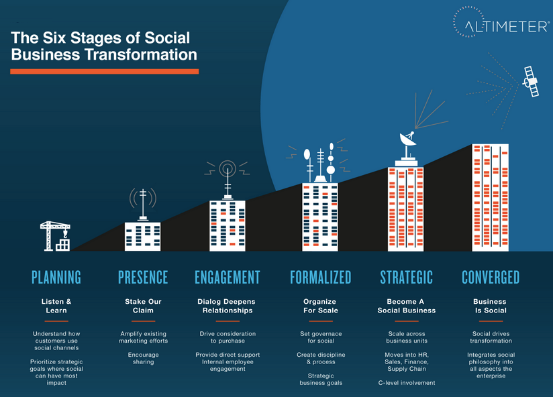 The Six Stages of Social
Business Transformation
ALTIMETER®
PLANNING
Listen &
Learn
Understand how
customers use
social channels
Prioritize strategic
goals where social
can have most
impact
PRESENCE
Stake Our
Claim
Amplify existing
marketing efforts
Encourage
sharing
ENGAGEMENT
Dialog Deepens
Relationships
Drive consideration
to purchase
Provide direct support
Internal employee
engagement
FORMALIZED
Organize
For Scale
Set governace
for social
Create discipline
& process
Strategic
business goals
STRATEGIC
Become A
Social Business
Scale across
business units
Moves into HR,
Sales, Finance,
Supply Chain
C-level involvement
CONVERGED
Business
Is Social
Social drives
transformation
Integrates social
philosophy into
all aspects the
enterprise